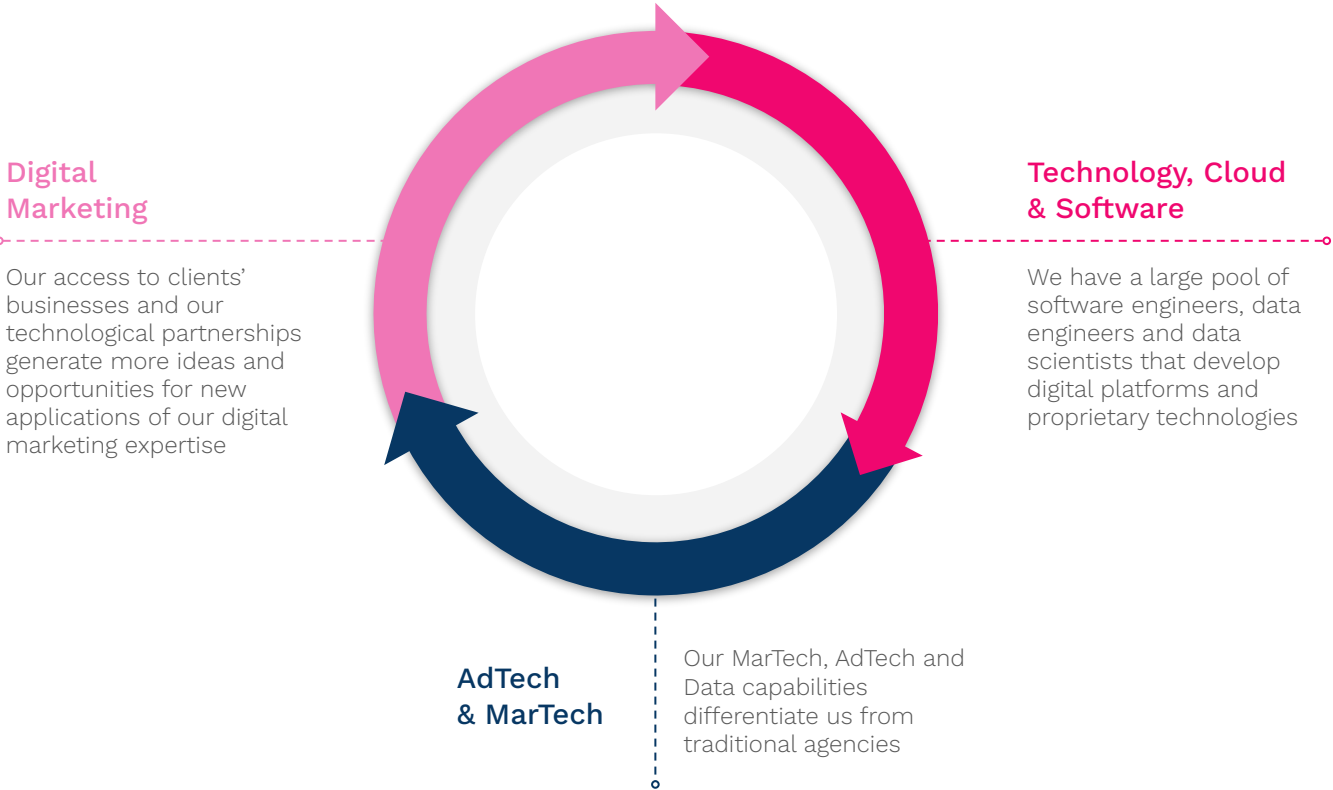 Digital
Marketing
Our access to clients’
businesses and our
technological partnerships
generate more ideas and
opportunities for new
applications of our digital
marketing expertise
Technology, Cloud
& Software
We have a large pool of
software engineers, data
engineers and data
scientists that develop
digital platforms and
proprietary technologies
AdTech
& MarTech
Our MarTech, AdTech and
Data capabilities
differentiate us from
traditional agencies